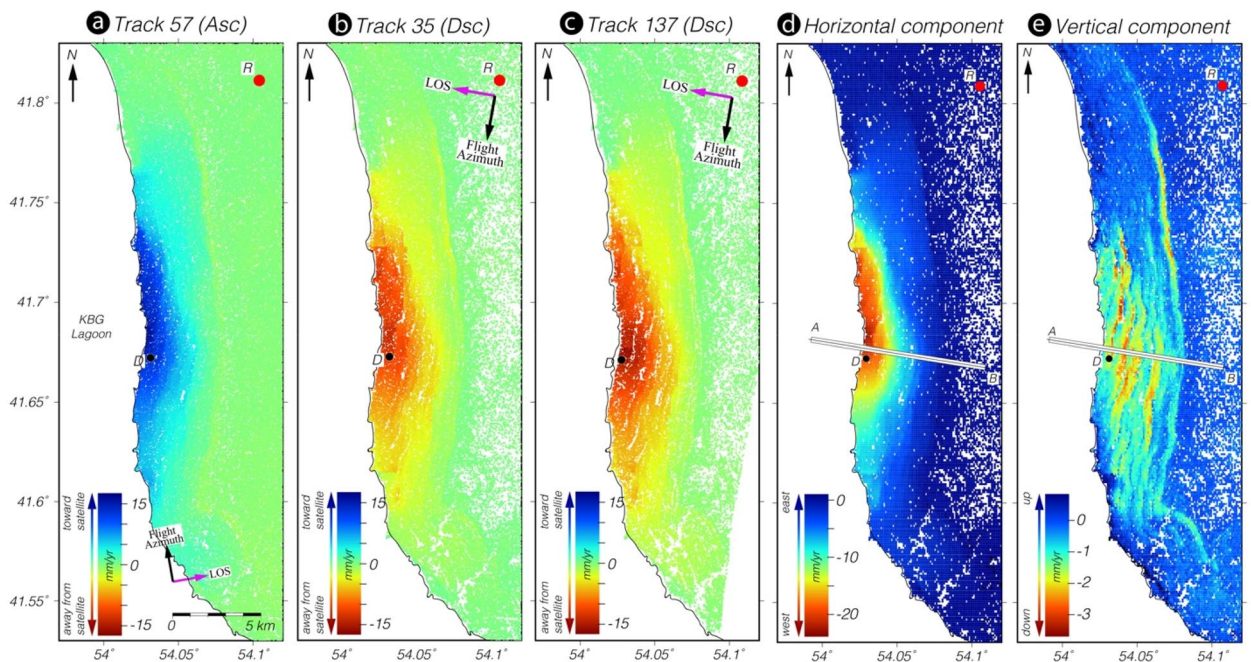 a Track 57 (Asc)
b Track 35 (Dsc)
c Track 137 (Dsc)
d Horizontal component
e Vertical component
N
R
41.8
41.75
41.7
41.65
41.6
41.55
KBG
Lagoon
D
toward
satellite
away from
satellite
15
0
-15
mm/yr
Flight
Azimuth
LOS
0
5 km
54°
54.05
54.1
N
R
LOS
Flight
Azimuth
D
toward
satellite
away from
satellite
15
0
-15
mm/yr
54°
54.05
54.1
N
R
LOS
Flight
Azimuth
D
toward
satellite
away from
satellite
15
0
-15
mm/yr
54°
54.05
54.1
N
R
A
D
B
east
west
0
-10
-20
mm/yr
54°
54.05
54.1
N
R
A
D
B
up
down
0
-1
-2
-3
mm/yr
54°
54.05
54.1